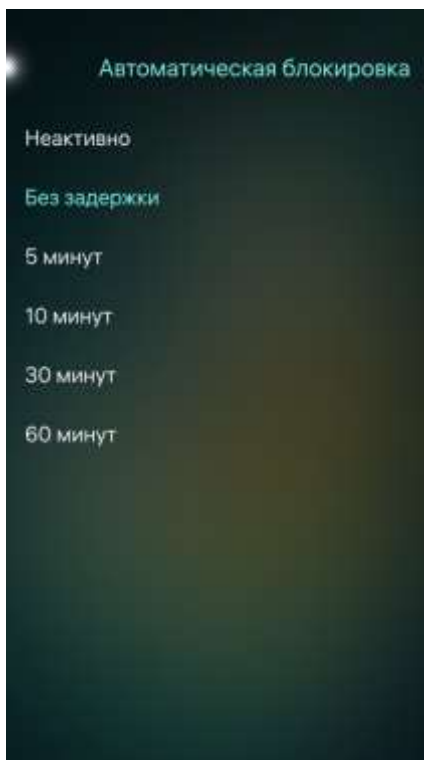 Автоматическая блокировка
Неактивно
Без задержки
5 минут
10 минут
30 минут
60 минут